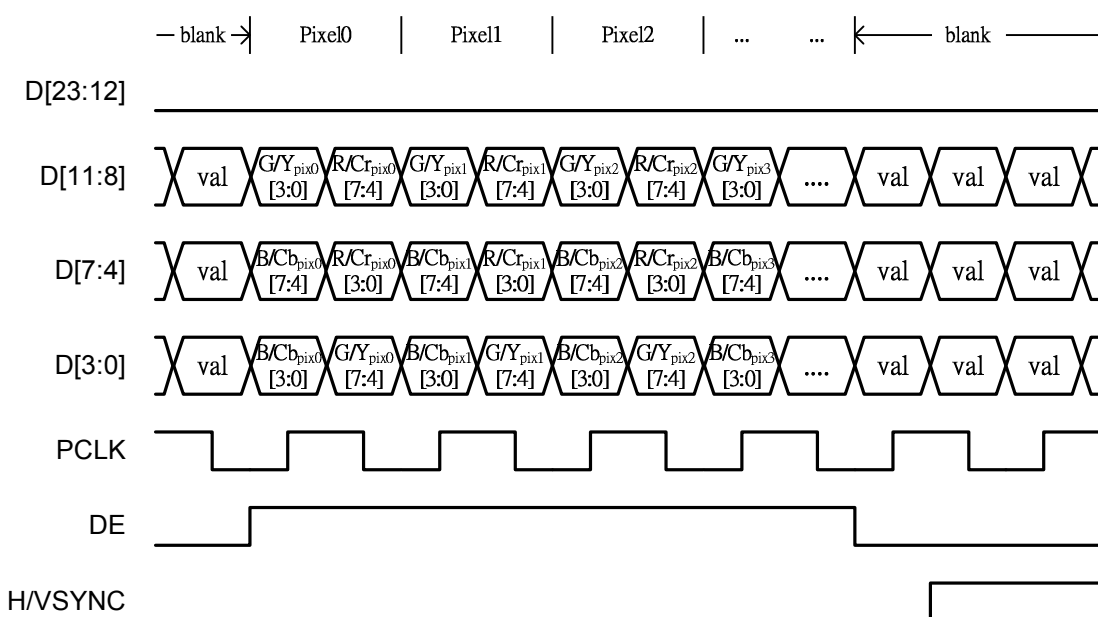 blank Pixel0 Pixel1 Pixel2 ... ... blank
D[23:12]
D[11:8] val G/Ypix0 [3:0] R/Crpix0 [7:4] G/Ypix1 [3:0] R/Crpix1 [7:4] G/Ypix2 [3:0] R/Crpix2 [7:4] G/Ypix3 [3:0] .... val val val
D[7:4] val B/Cbpix0 [7:4] R/Crpix0 [3:0] B/Cbpix1 [7:4] R/Crpix1 [3:0] B/Cbpix2 [7:4] R/Crpix2 [3:0] B/Cbpix3 [7:4] .... val val val
D[3:0] val B/Cbpix0 [3:0] G/Ypix0 [7:4] B/Cbpix1 [3:0] G/Ypix1 [7:4] B/Cbpix2 [3:0] G/Ypix2 [7:4] B/Cbpix3 [3:0] .... val val val
PCLK
DE
H/VSYNC